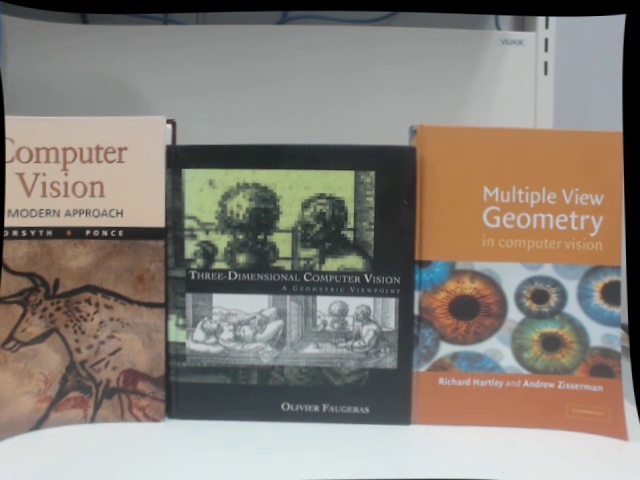 Computer
Vision
MODERN APPROACH
ORSYTH • PONCE
THREE-DIMENSIONAL COMPUTER VISION
A GEOMETRIC VIEWPOINT
OLIVIER FAUGERAS
Multiple View
Geometry
in computer vision
Richard Hartley and Andrew Zisserman